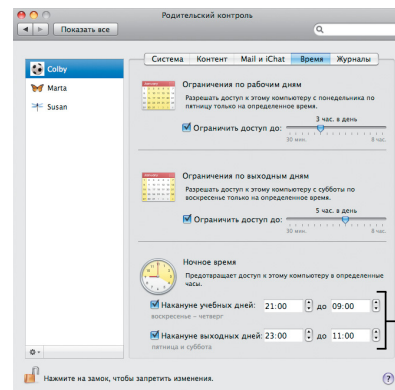 Родительский контроль
Показать все
Colby
Marta
Susan
Система Контент Mail и iChat Время Журналы
Ограничения по рабочим дням
Разрешать доступ к этому компьютеру с понедельника по
пятницу только на определенное время.
3 час. в день
Ограничить доступ до:
30 мин. 8 час.
Ограничения по выходным дням
Разрешать доступ к этому компьютеру с субботы по
воскресенье только на определенное время.
5 час. в день
Ограничить доступ до:
30 мин. 8 час.
Ночное время
Предотвращает доступ к этому компьютеру в определенные
часы.
Накануне учебных дней: 21:00 до 09:00
воскресенье – четверг
Накануне выходных дней: 23:00 до 11:00
пятница и суббота
Нажмите на замок, чтобы запретить изменения.
?